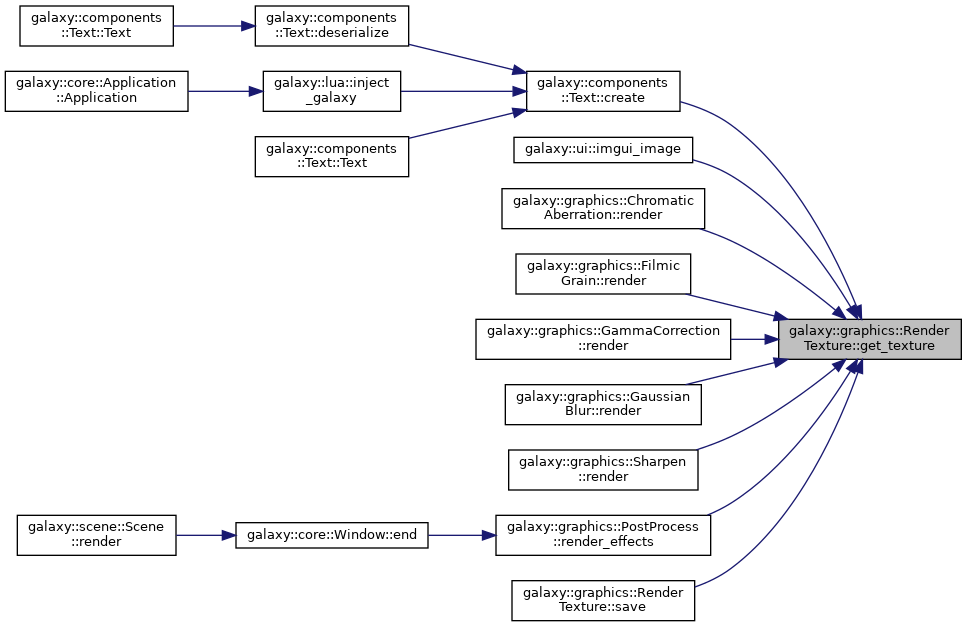 galaxy::components
::Text::Text
galaxy::components
::Text::deserialize
galaxy::core::Application
::Application
galaxy::lua::inject
_galaxy
galaxy::components
::Text::create
galaxy::components
::Text::Text
galaxy::ui::imgui_image
galaxy::graphics::Chromatic
Aberration::render
galaxy::graphics::Filmic
Grain::render
galaxy::graphics::GammaCorrection
::render
galaxy::graphics::Render
Texture::get_texture
galaxy::graphics::Gaussian
Blur::render
galaxy::graphics::Sharpen
::render
galaxy::scene::Scene
::render
galaxy::core::Window::end
galaxy::graphics::PostProcess
::render_effects
galaxy::graphics::Render
Texture::save